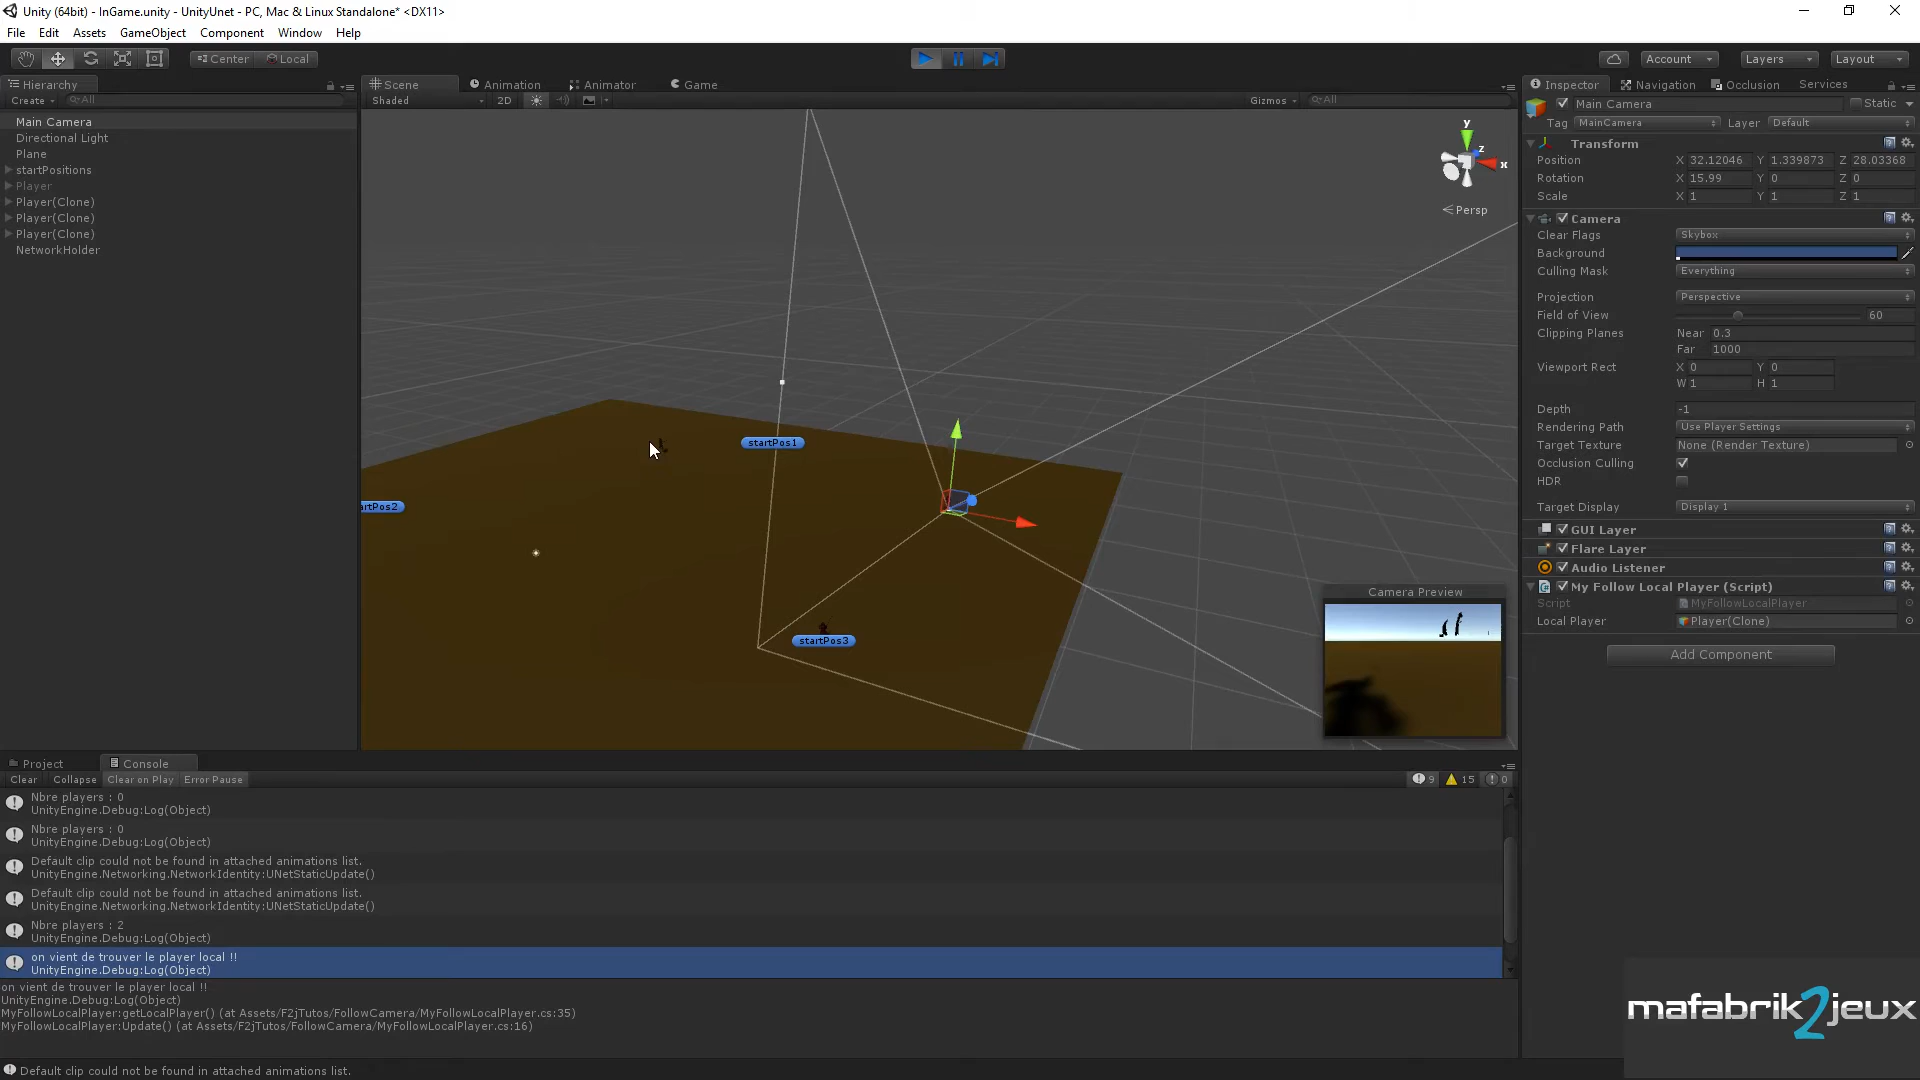 Unity (64bit) - InGame.unity - UnityUnet - PC, Mac & Linux Standalone* <DX11>
File Edit Assets GameObject Component Window Help
Center Local Account Layers Layout
Hierarchy
Create All
Main Camera
Directional Light
Plane
startPositions
Player
Player(Clone)
Player(Clone)
Player(Clone)
NetworkHolder
Scene Animation Animator Game
Shaded 2D Gizmos All
y
z
x
Persp
startPos1
artPos2
startPos3
Camera Preview
Inspector Navigation Occlusion Services
Main Camera Static
Tag MainCamera Layer Default
Transform
Position X 32.12046 Y 1.339873 Z 28.03368
Rotation X 15.99 Y 0 Z 0
Scale X 1 Y 1 Z 1
Camera
Clear Flags Skybox
Background
Culling Mask Everything
Projection Perspective
Field of View 60
Clipping Planes Near 0.3
Far 1000
Viewport Rect X 0 Y 0
W 1 H 1
Depth -1
Rendering Path Use Player Settings
Target Texture None (Render Texture)
Occlusion Culling
HDR
Target Display Display 1
GUI Layer
Flare Layer
Audio Listener
My Follow Local Player (Script)
Script MyFollowLocalPlayer
Local Player Player(Clone)
Add Component
Project Console
Clear Collapse Clear on Play Error Pause 9 15 0
Nbre players : 0
UnityEngine.Debug:Log(Object)
Nbre players : 0
UnityEngine.Debug:Log(Object)
Default clip could not be found in attached animations list.
UnityEngine.Networking.NetworkIdentity:UNetStaticUpdate()
Default clip could not be found in attached animations list.
UnityEngine.Networking.NetworkIdentity:UNetStaticUpdate()
Nbre players : 2
UnityEngine.Debug:Log(Object)
on vient de trouver le player local !!
UnityEngine.Debug:Log(Object)
on vient de trouver le player local !!
UnityEngine.Debug:Log(Object)
MyFollowLocalPlayer:getLocalPlayer() (at Assets/F2jTutos/FollowCamera/MyFollowLocalPlayer.cs:35)
MyFollowLocalPlayer:Update() (at Assets/F2jTutos/FollowCamera/MyFollowLocalPlayer.cs:16)
Default clip could not be found in attached animations list.
mafabrik2jeux